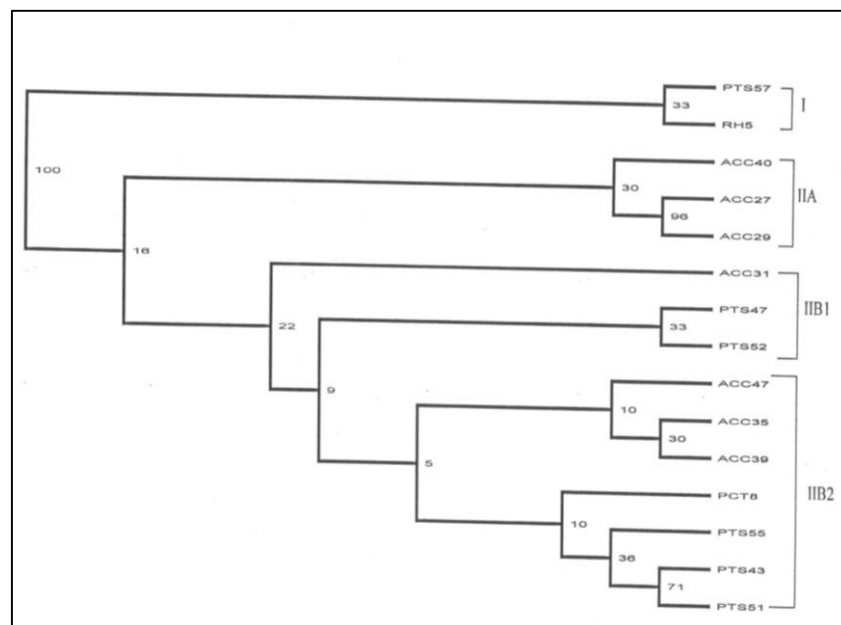 PTS57
33
I
RH5
ACC40
100
30
IIA
ACC27
96
ACC29
16
ACC31
PTS47
IIB1
22
33
PTS52
ACC47
9
10
ACC35
30
ACC39
5
PCT8
IIB2
10
PTS55
36
PTS43
71
PTS51